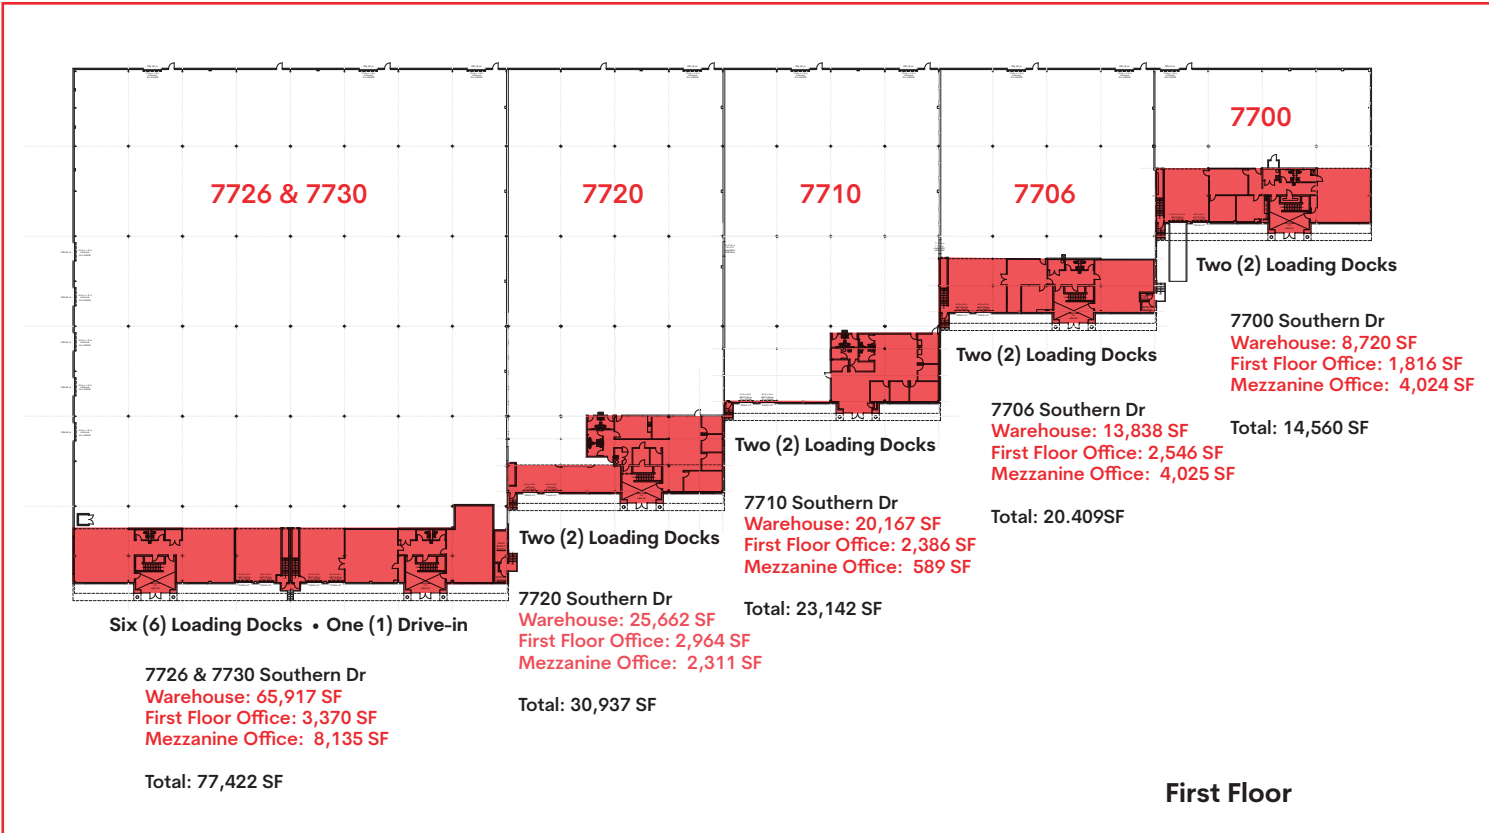 7726 & 7730
7720
7710
7706
7700
Six (6) Loading Docks • One (1) Drive-in
7726 & 7730 Southern Dr
Warehouse: 65,917 SF
First Floor Office: 3,370 SF
Mezzanine Office: 8,135 SF
Total: 77,422 SF
Two (2) Loading Docks
7720 Southern Dr
Warehouse: 25,662 SF
First Floor Office: 2,964 SF
Mezzanine Office: 2,311 SF
Total: 30,937 SF
Two (2) Loading Docks
7710 Southern Dr
Warehouse: 20,167 SF
First Floor Office: 2,386 SF
Mezzanine Office: 589 SF
Total: 23,142 SF
Two (2) Loading Docks
7706 Southern Dr
Warehouse: 13,838 SF
First Floor Office: 2,546 SF
Mezzanine Office: 4,025 SF
Total: 20.409SF
Two (2) Loading Docks
7700 Southern Dr
Warehouse: 8,720 SF
First Floor Office: 1,816 SF
Mezzanine Office: 4,024 SF
Total: 14,560 SF
First Floor